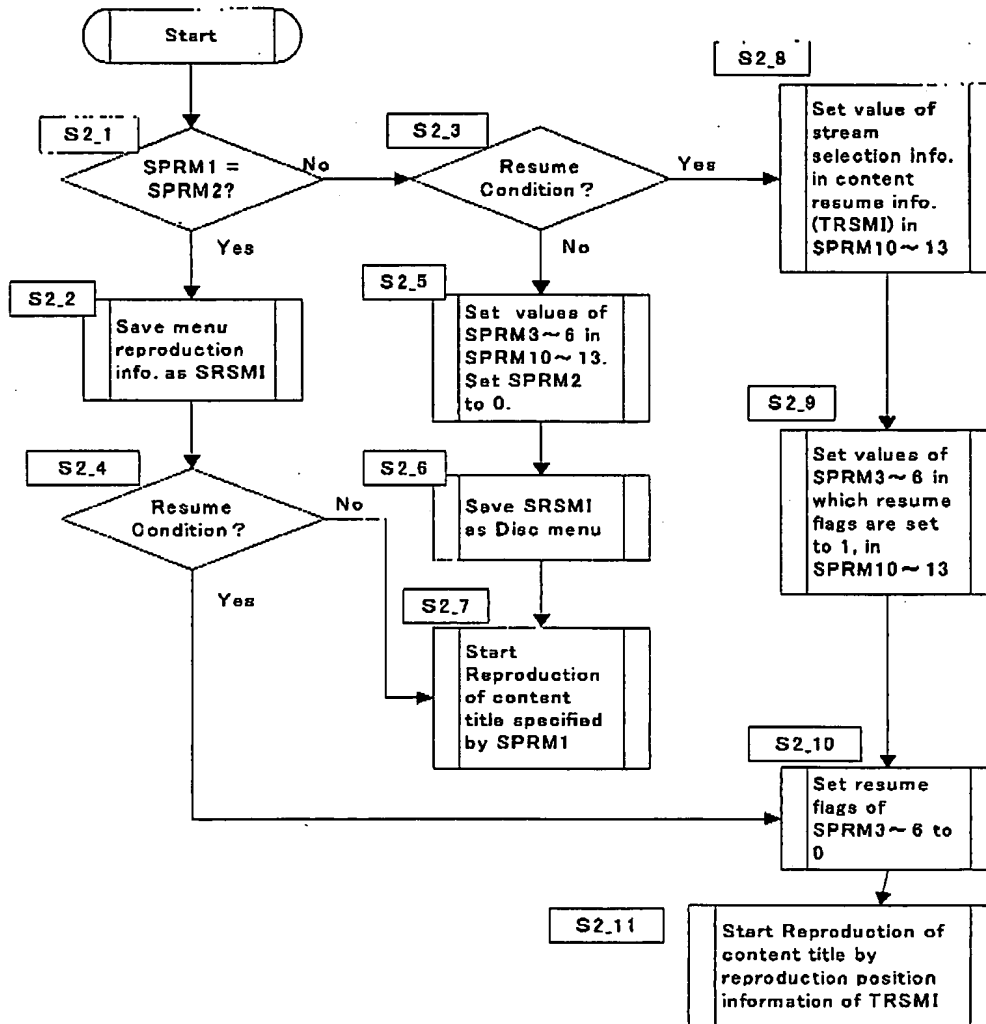 Start
S2_1
SPRM1 =
SPRM2?
No
Yes
S2_3
Resume
Condition?
Yes
No
S2_8
Set value of
stream
selection info.
in content
resume info.
(TRSMI) in
SPRM10~13
S2_2
Save menu
reproduction
info. as SRSMI
S2_5
Set values of
SPRM3~6 in
SPRM10~13.
Set SPRM2
to 0.
S2_9
Set values of
SPRM3~6 in
which resume
flags are set
to 1, in
SPRM10~13
S2_4
Resume
Condition?
No
Yes
S2_6
Save SRSMI
as Disc menu
S2_7
Start
Reproduction
of content
title specified
by SPRM1
S2_10
Set resume
flags of
SPRM3~6 to
0
S2_11
Start Reproduction of
content title by
reproduction position
information of TRSMI